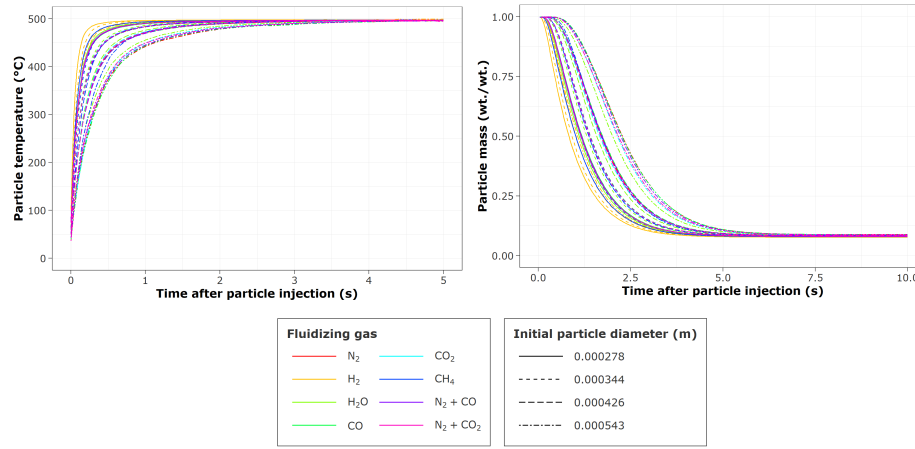 500
400
300
200
100
0
Particle temperature (°C)
0 1 2 3 4 5
Time after particle injection (s)
1.00
0.75
0.50
0.25
0.00
Particle mass (wt./wt.)
0.0 2.5 5.0 7.5 10.0
Time after particle injection (s)
Fluidizing gas
N₂ CO₂
H₂ CH₄
H₂O N₂ + CO
CO N₂ + CO₂
Initial particle diameter (m)
0.000278
0.000344
0.000426
0.000543